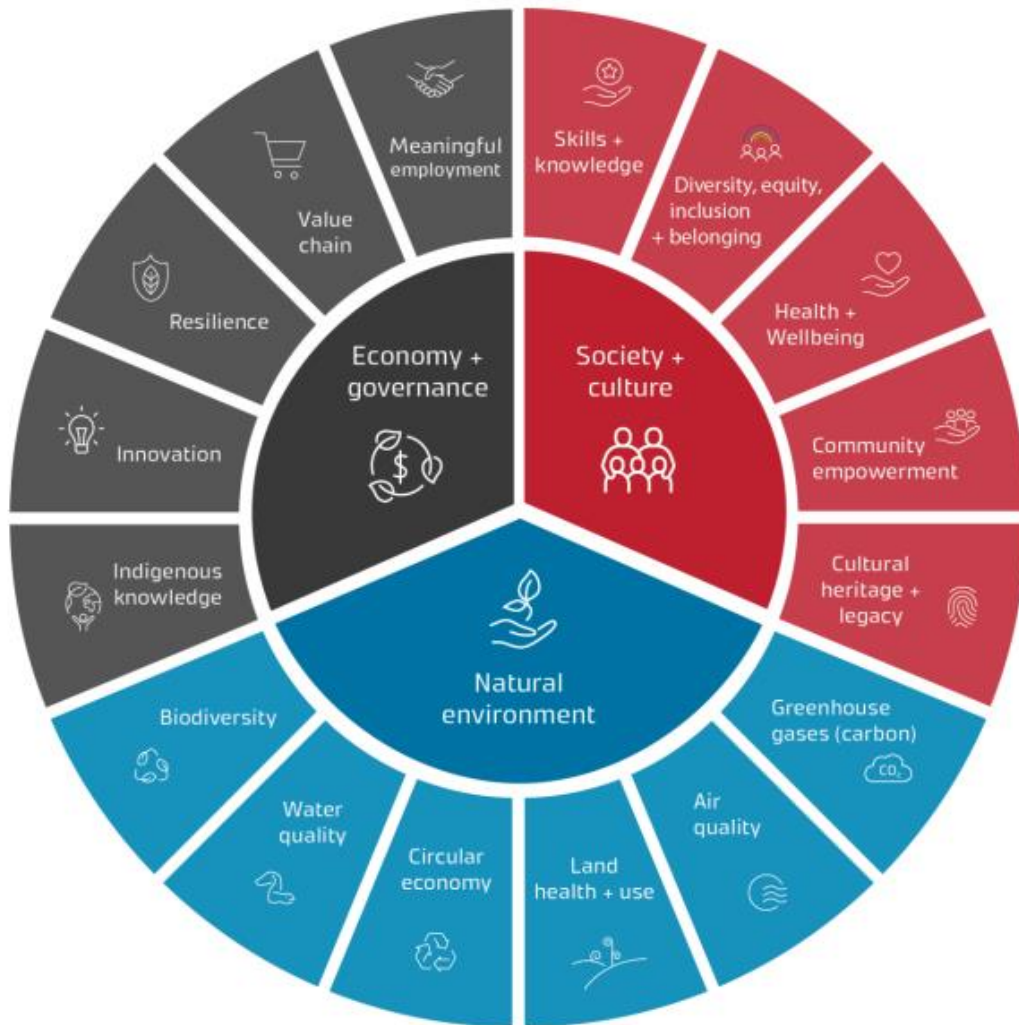 Meaningful
employment
Skills +
knowledge
Value
chain
Diversity, equity,
inclusion
+ belonging
Resilience
Health +
Wellbeing
Innovation
Community
empowerment
Indigenous
knowledge
Cultural
heritage +
legacy
Economy +
governance
$
Society +
culture
Natural
environment
Biodiversity
Water
quality
Circular
economy
Land
health + use
Air
quality
Greenhouse
gases (carbon)
CO₂